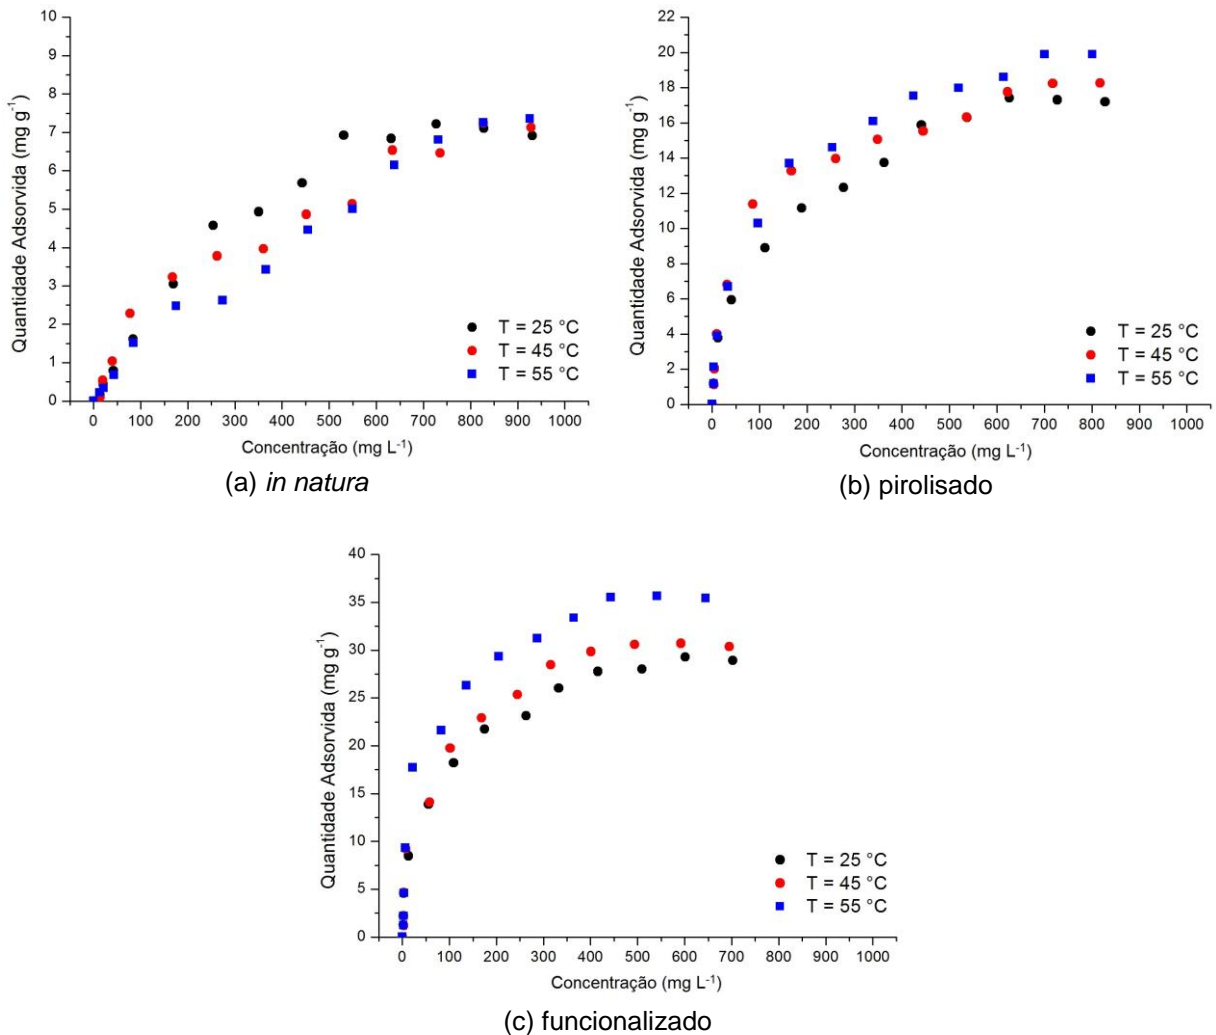 10
9
8
7
6
5
4
3
2
1
0
Quantidade Adsorvida (mg g⁻¹)
T = 25 °C
T = 45 °C
T = 55 °C
0 100 200 300 400 500 600 700 800 900 1000
Concentração (mg L⁻¹)
(a) in natura
22
20
18
16
14
12
10
8
6
4
2
0
Quantidade Adsorvida (mg g⁻¹)
T = 25 °C
T = 45 °C
T = 55 °C
0 100 200 300 400 500 600 700 800 900 1000
Concentração (mg L⁻¹)
(b) pirolisado
40
35
30
25
20
15
10
5
0
Quantidade Adsorvida (mg g⁻¹)
T = 25 °C
T = 45 °C
T = 55 °C
0 100 200 300 400 500 600 700 800 900 1000
Concentração (mg L⁻¹)
(c) funcionalizado